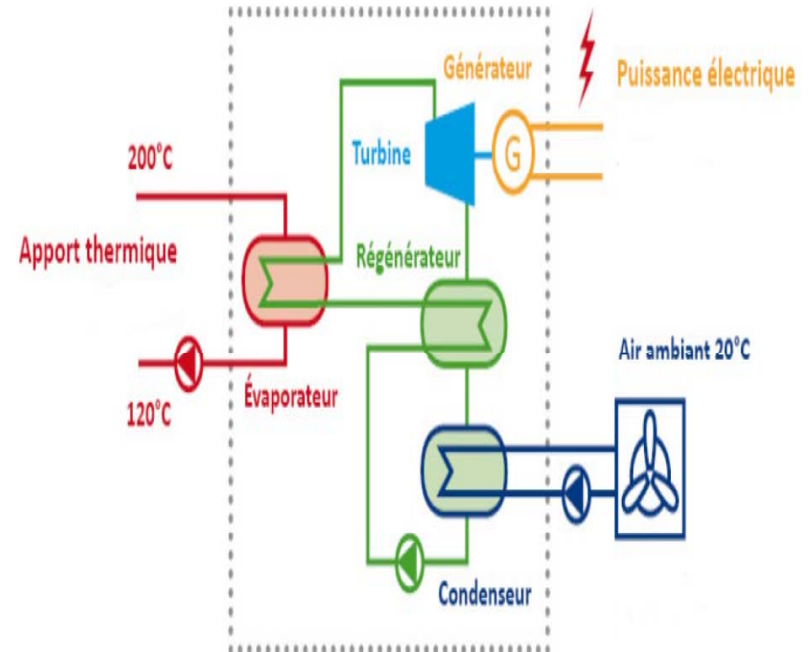 Générateur
Puissance électrique
Turbine
G
200°C
Apport thermique
Régénérateur
Air ambiant 20°C
Évaporateur
120°C
Condenseur